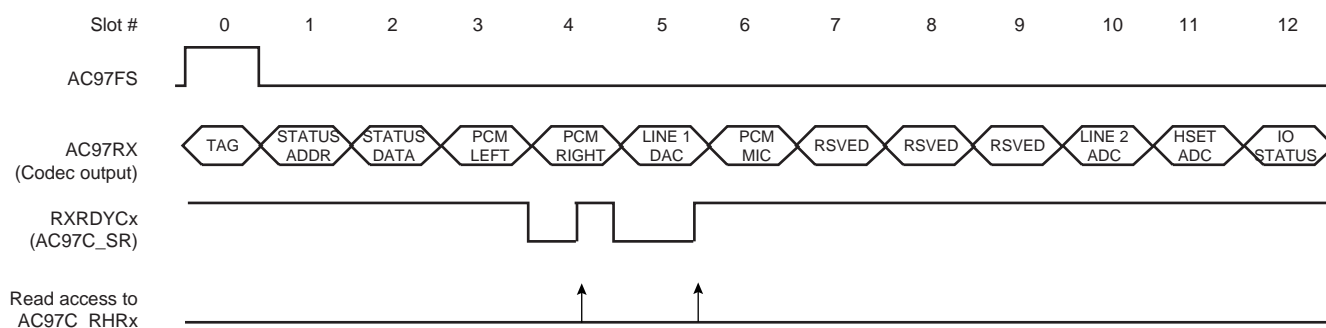 Slot #
0
1
2
3
4
5
6
7
8
9
10
11
12
AC97FS
AC97RX
(Codec output)
TAG
STATUS
ADDR
STATUS
DATA
PCM
LEFT
PCM
RIGHT
LINE 1
DAC
PCM
MIC
RSVED
RSVED
RSVED
LINE 2
ADC
HSET
ADC
IO
STATUS
RXRDYCx
(AC97C_SR)
Read access to
AC97C_RHRx